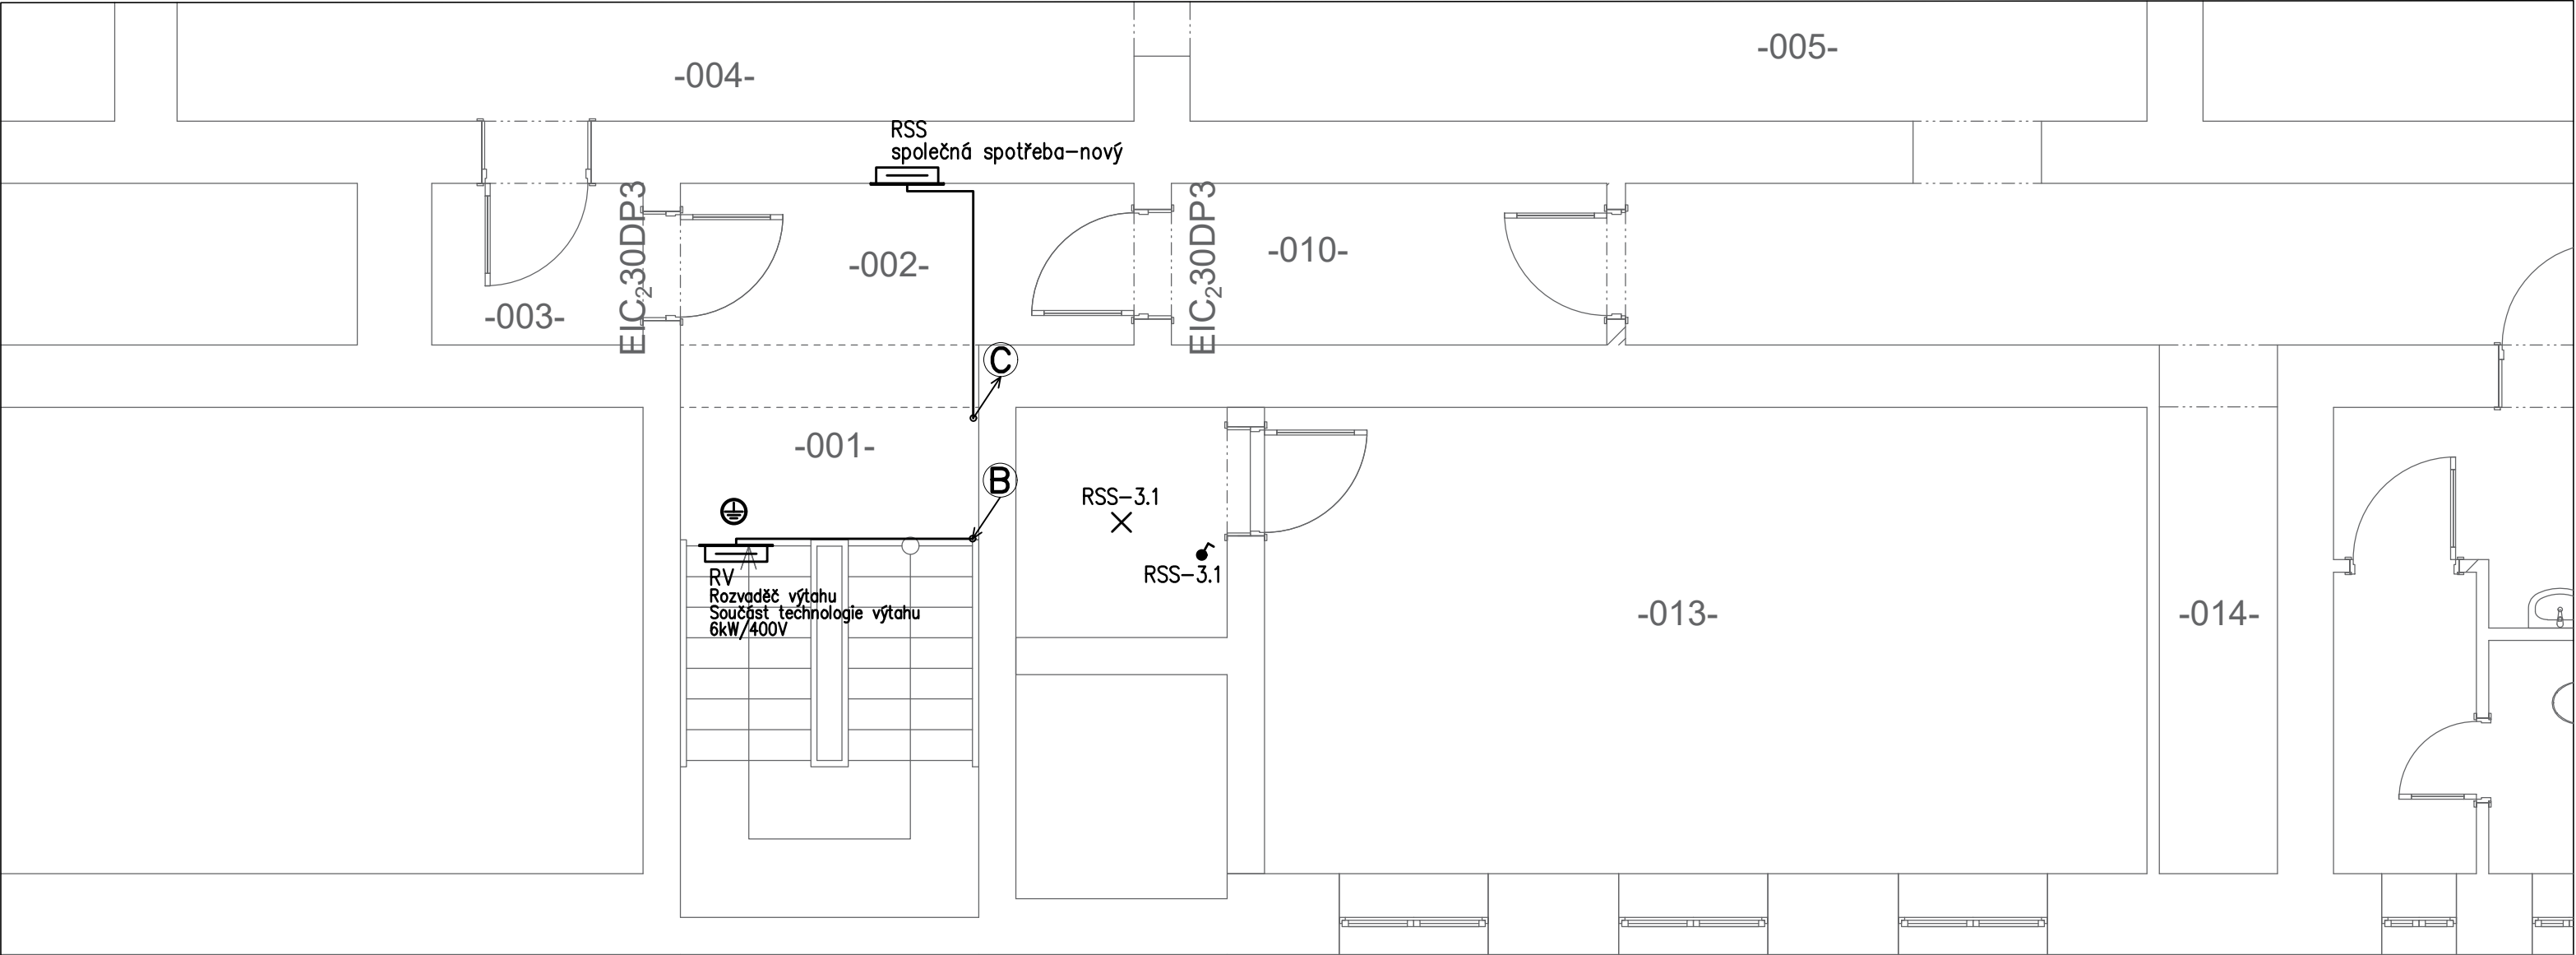 -004-
-005-
RSS
společná spotřeba-nový
EIC₂30DP3
-002-
EIC₂30DP3
-010-
-003-
C
-001-
B
RSS-3.1
RSS-3.1
RV
Rozvaděč výtahu
Součást technologie výtahu
6kW/400V
-013-
-014-